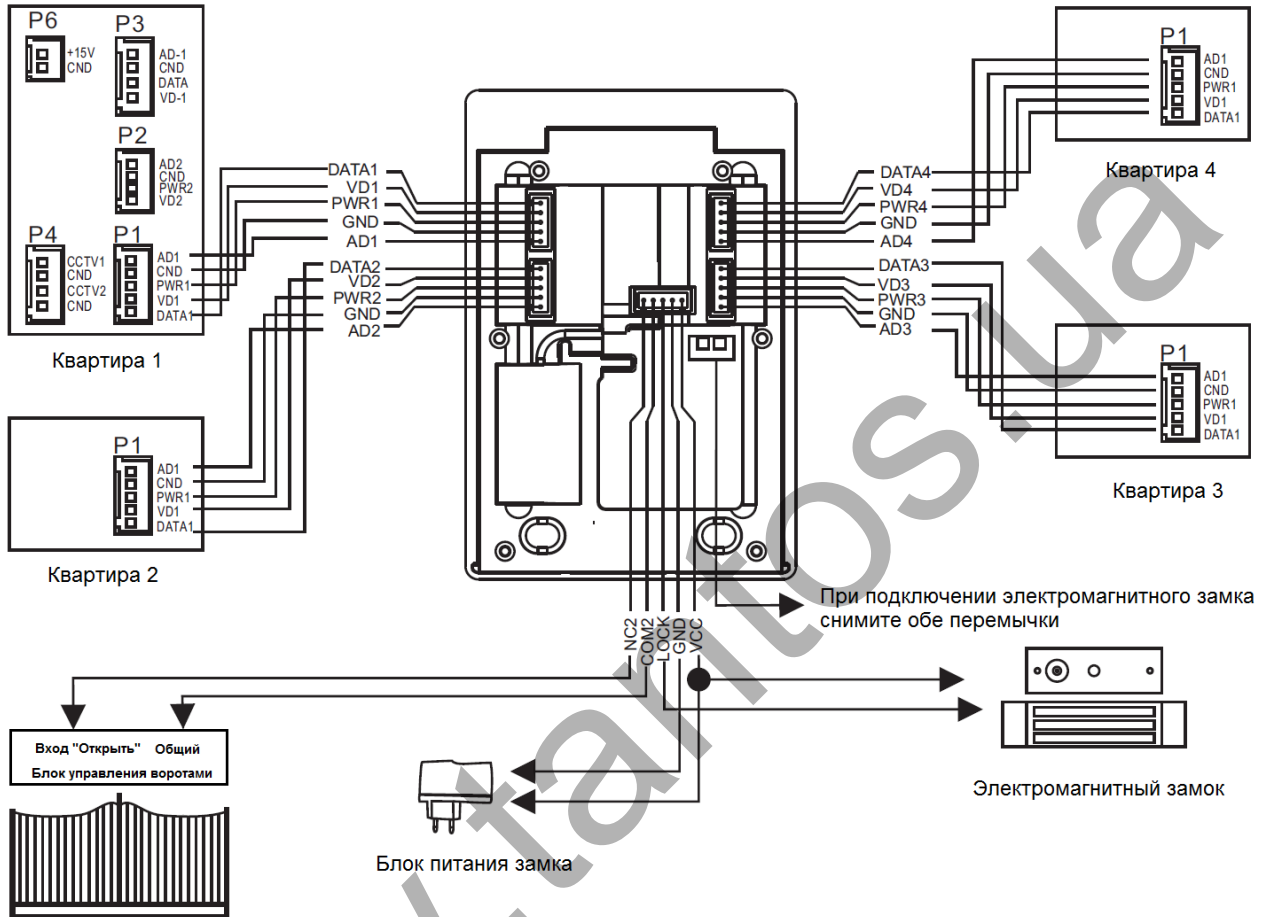 P6
+15V
CND
P3
AD-1
CND
DATA
VD-1
P2
AD2
CND
PWR2
VD2
P4
CCTV1
CND
CCTV2
CND
P1
AD1
CND
PWR1
VD1
DATA1
Квартира 1
P1
AD1
CND
PWR1
VD1
DATA1
Квартира 2
DATA1
VD1
PWR1
GND
AD1
DATA2
VD2
PWR2
GND
AD2
DATA4
VD4
PWR4
GND
AD4
DATA3
VD3
PWR3
GND
AD3
P1
AD1
CND
PWR1
VD1
DATA1
Квартира 4
P1
AD1
CND
PWR1
VD1
DATA1
Квартира 3
NC2
COM2
LOCK
GND
VCC
При подключении электромагнитного замка
снимите обе перемычки
Вход "Открыть" Общий
Блок управления воротами
Блок питания замка
Электромагнитный замок
.tantos.ua